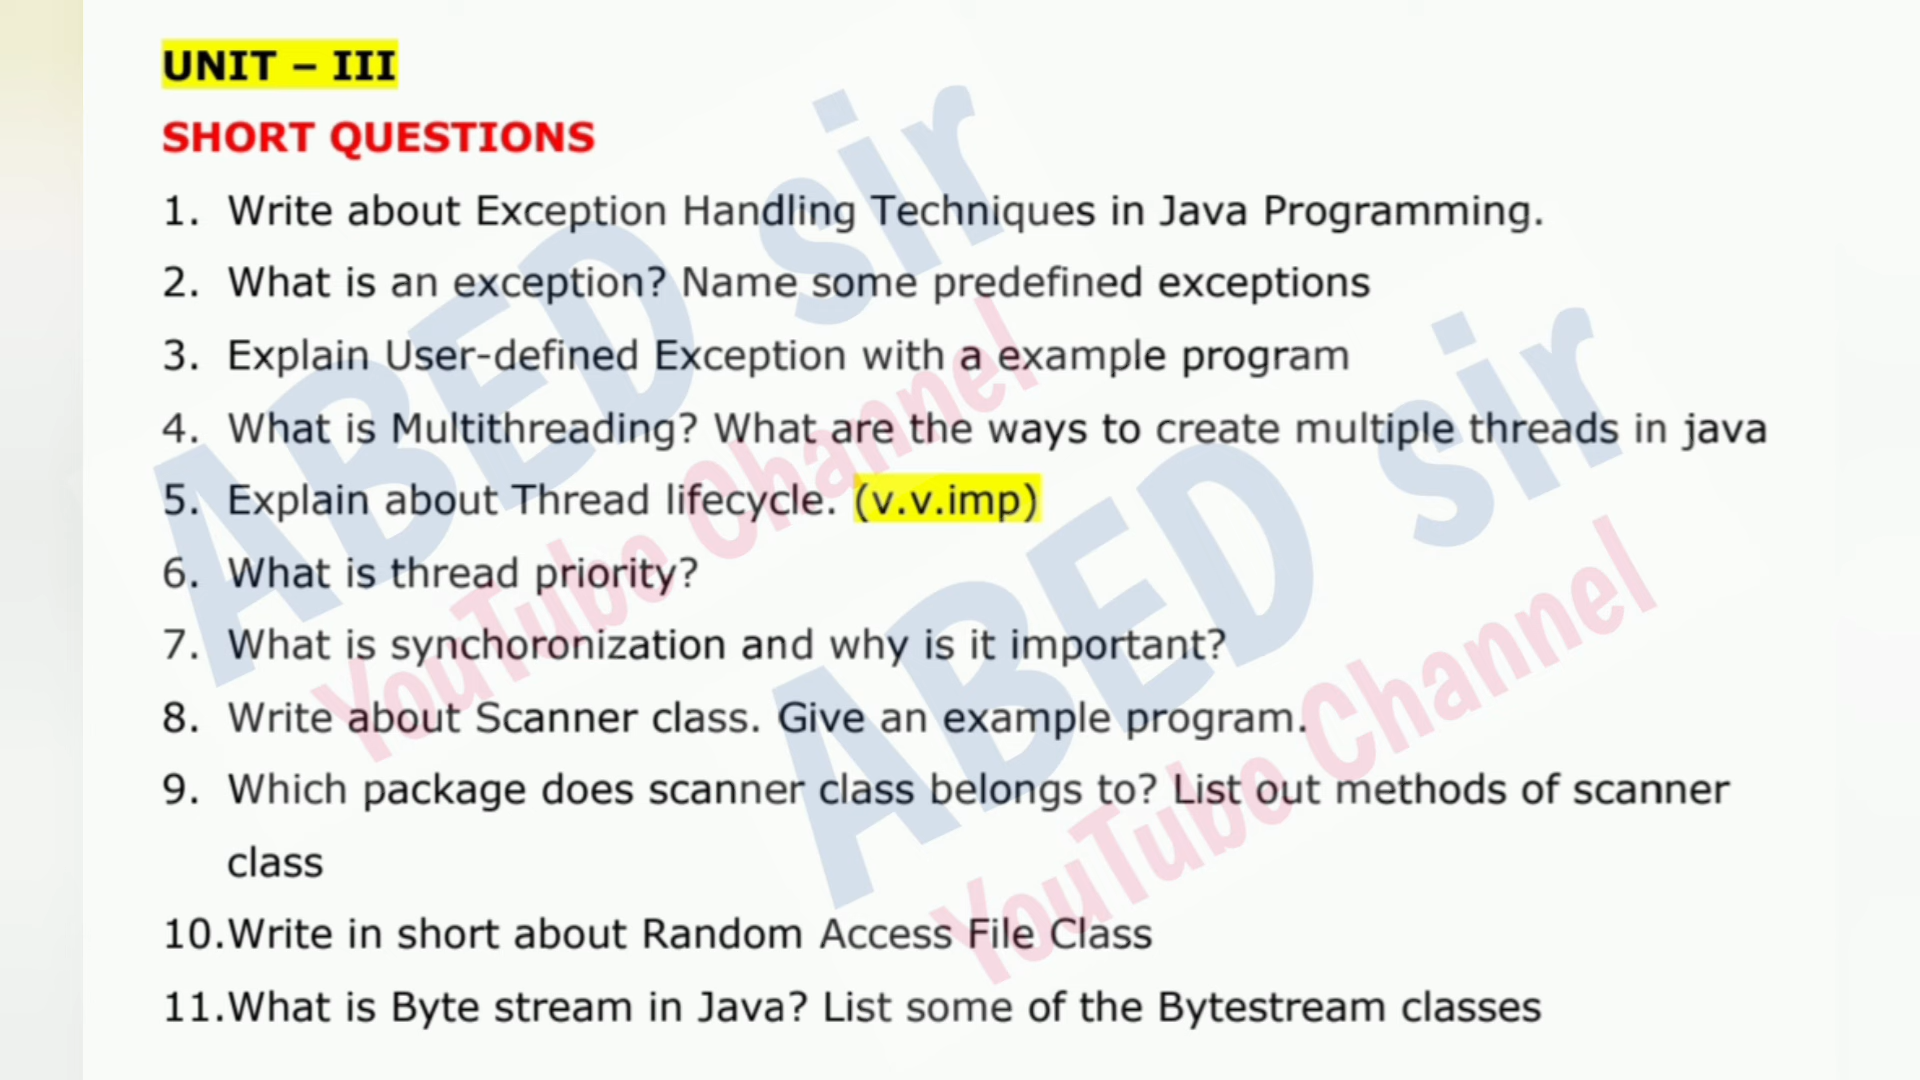 UNIT – III
SHORT QUESTIONS
1. Write about Exception Handling Techniques in Java Programming.
2. What is an exception? Name some predefined exceptions
3. Explain User-defined Exception with a example program
4. What is Multithreading? What are the ways to create multiple threads in java
5. Explain about Thread lifecycle. (v.v.imp)
6. What is thread priority?
7. What is synchoronization and why is it important?
8. Write about Scanner class. Give an example program.
9. Which package does scanner class belongs to? List out methods of scanner
class
10.Write in short about Random Access File Class
11.What is Byte stream in Java? List some of the Bytestream classes
ABED sir
YouTube Channel
ABED sir
YouTube Channel